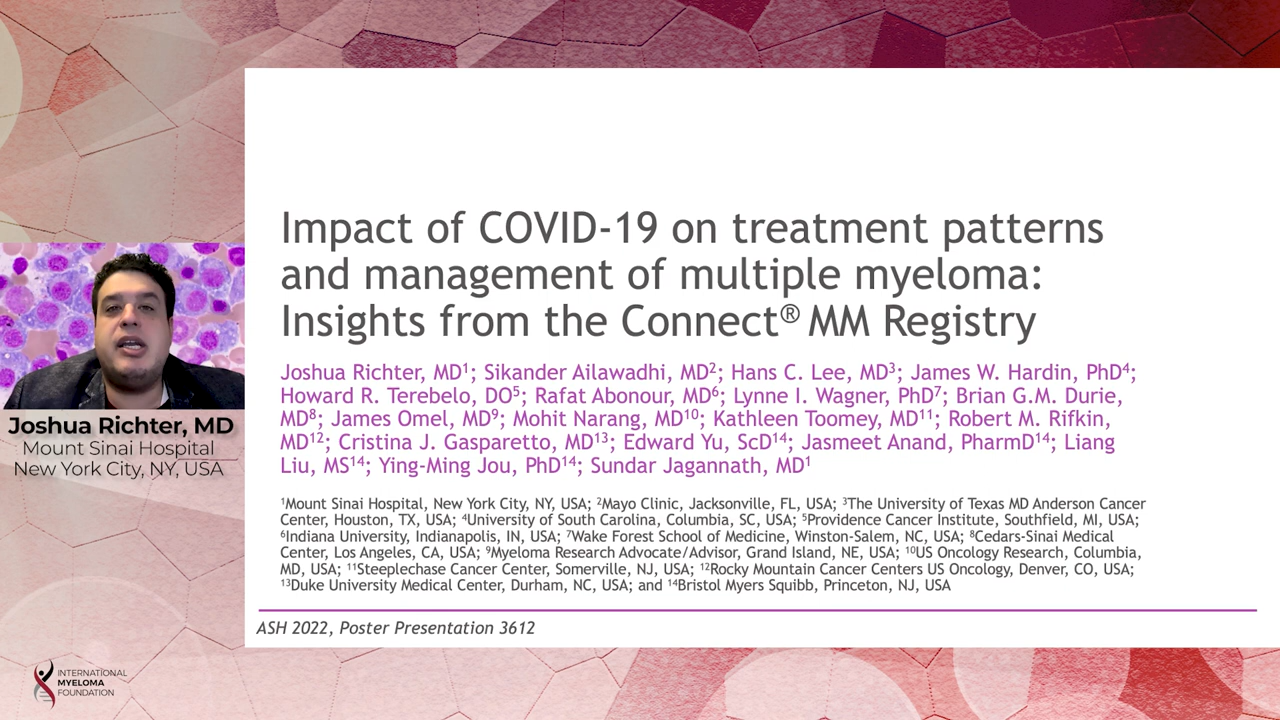 Impact of COVID-19 on treatment patterns
and management of multiple myeloma:
Insights from the Connect® MM Registry
Joshua Richter, MD¹; Sikander Ailawadhi, MD²; Hans C. Lee, MD³; James W. Hardin, PhD⁴;
Howard R. Terebelo, DO⁵; Rafat Abonour, MD⁶; Lynne I. Wagner, PhD⁷; Brian G.M. Durie,
MD⁸; James Omel, MD⁹; Mohit Narang, MD¹⁰; Kathleen Toomey, MD¹¹; Robert M. Rifkin,
MD¹²; Cristina J. Gasparetto, MD¹³; Edward Yu, ScD¹⁴; Jasmeet Anand, PharmD¹⁴; Liang
Liu, MS¹⁴; Ying-Ming Jou, PhD¹⁴; Sundar Jagannath, MD¹
¹Mount Sinai Hospital, New York City, NY, USA; ²Mayo Clinic, Jacksonville, FL, USA; ³The University of Texas MD Anderson Cancer
Center, Houston, TX, USA; ⁴University of South Carolina, Columbia, SC, USA; ⁵Providence Cancer Institute, Southfield, MI, USA;
⁶Indiana University, Indianapolis, IN, USA; ⁷Wake Forest School of Medicine, Winston-Salem, NC, USA; ⁸Cedars-Sinai Medical
Center, Los Angeles, CA, USA; ⁹Myeloma Research Advocate/Advisor, Grand Island, NE, USA; ¹⁰US Oncology Research, Columbia,
MD, USA; ¹¹Steeplechase Cancer Center, Somerville, NJ, USA; ¹²Rocky Mountain Cancer Centers US Oncology, Denver, CO, USA;
¹³Duke University Medical Center, Durham, NC, USA; and ¹⁴Bristol Myers Squibb, Princeton, NJ, USA
ASH 2022, Poster Presentation 3612
Joshua Richter, MD
Mount Sinai Hospital
New York City, NY, USA
INTERNATIONAL
MYELOMA
FOUNDATION